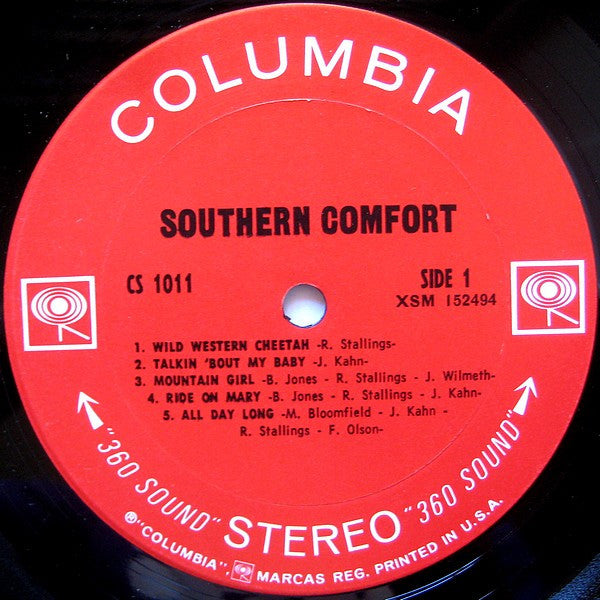 COLUMBIA
SOUTHERN COMFORT
CS 1011
SIDE 1
XSM 152494
1. WILD WESTERN CHEETAH -R. Stallings-
2. TALKIN 'BOUT MY BABY -J. Kahn-
3. MOUNTAIN GIRL -B. Jones - R. Stallings - J. Wilmeth-
4. RIDE ON MARY -B. Jones - R. Stallings - J. Kahn-
5. ALL DAY LONG -M. Bloomfield - J. Kahn -
R. Stallings - F. Olson-
"360 SOUND" STEREO "360 SOUND"
®"COLUMBIA", MARCAS REG. PRINTED IN U.S.A.